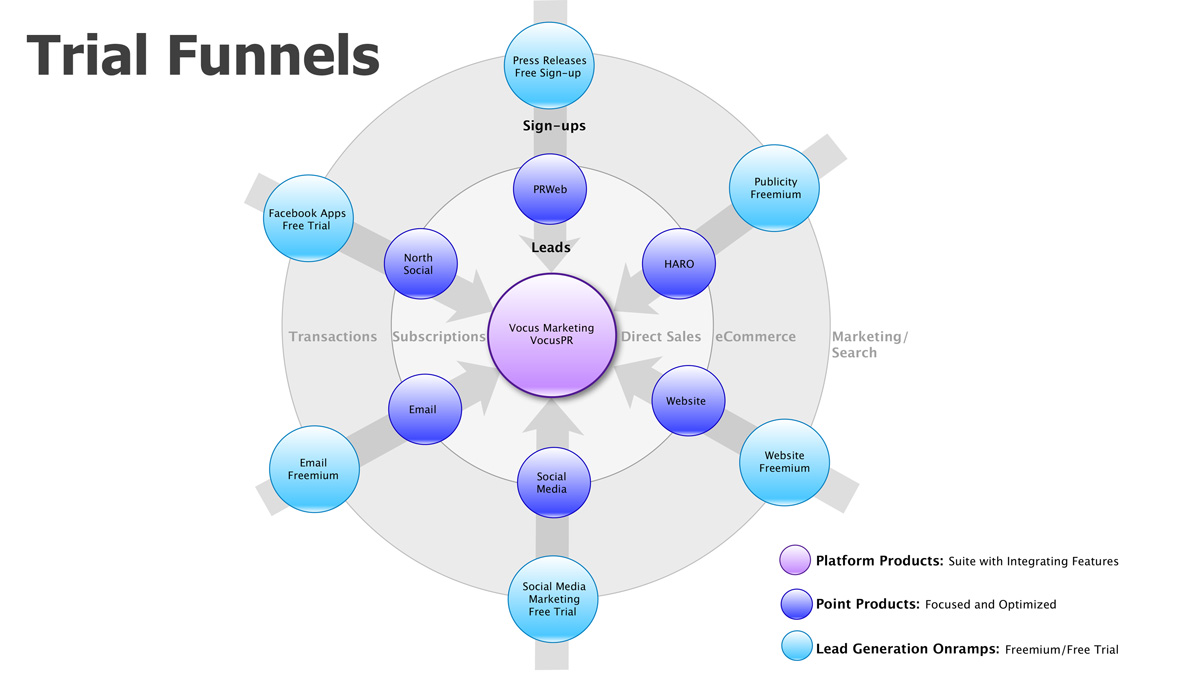 Trial Funnels
Press Releases
Free Sign-up
Sign-ups
PRWeb
Leads
Publicity
Freemium
Facebook Apps
Free Trial
North
Social
HARO
Vocus Marketing
VocusPR
Transactions
Subscriptions
Direct Sales
eCommerce
Marketing/
Search
Email
Website
Email
Freemium
Social
Media
Website
Freemium
Social Media
Marketing
Free Trial
Platform Products: Suite with Integrating Features
Point Products: Focused and Optimized
Lead Generation Onramps: Freemium/Free Trial